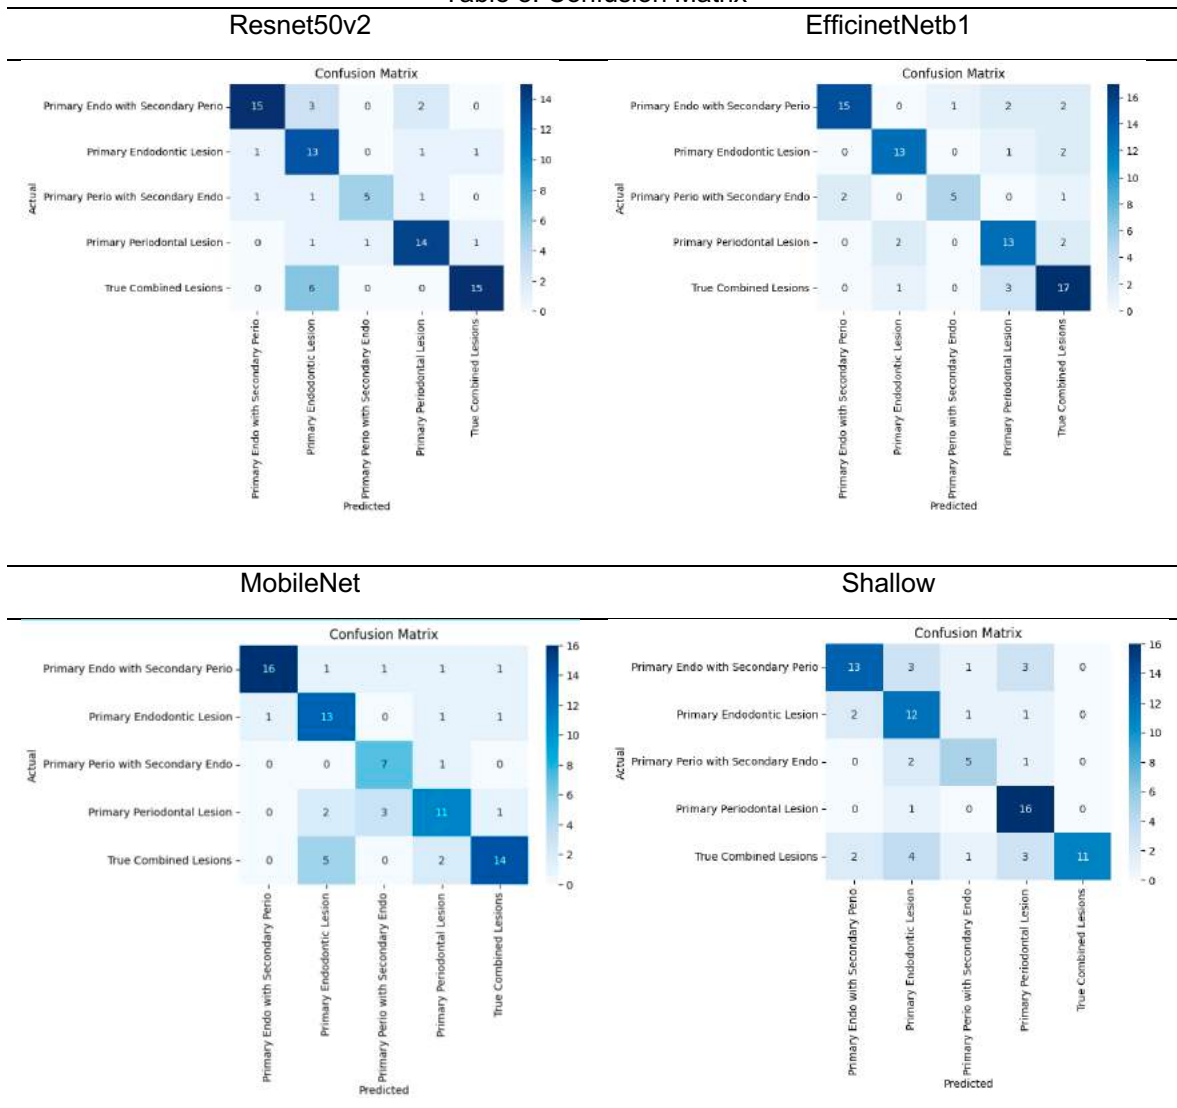 Table 3. Confusion Matrix
Resnet50v2
EfficinetNetb1
Confusion Matrix
Primary Endo with Secondary Perio
15 3 0 2 0
Primary Endodontic Lesion
1 13 0 1 1
Primary Perio with Secondary Endo
1 1 5 1 0
Primary Periodontal Lesion
0 1 1 14 1
True Combined Lesions
0 6 0 0 15
Actual
14
12
10
8
6
4
2
0
Primary Endo with Secondary Perio
Primary Endodontic Lesion
Primary Perio with Secondary Endo
Primary Periodontal Lesion
True Combined Lesions
Predicted
Confusion Matrix
Primary Endo with Secondary Perio
15 0 1 2 2
Primary Endodontic Lesion
0 13 0 1 2
Primary Perio with Secondary Endo
2 0 5 0 1
Primary Periodontal Lesion
0 2 0 13 2
True Combined Lesions
0 1 0 3 17
Actual
16
14
12
10
8
6
4
2
0
Primary Endo with Secondary Perio
Primary Endodontic Lesion
Primary Perio with Secondary Endo
Primary Periodontal Lesion
True Combined Lesions
Predicted
MobileNet
Shallow
Confusion Matrix
Primary Endo with Secondary Perio
16 1 1 1 1
Primary Endodontic Lesion
1 13 0 1 1
Primary Perio with Secondary Endo
0 0 7 1 0
Primary Periodontal Lesion
0 2 3 11 1
True Combined Lesions
0 5 0 2 14
Actual
16
14
12
10
8
6
4
2
0
Primary Endo with Secondary Perio
Primary Endodontic Lesion
Primary Perio with Secondary Endo
Primary Periodontal Lesion
True Combined Lesions
Predicted
Confusion Matrix
Primary Endo with Secondary Perio
13 3 1 3 0
Primary Endodontic Lesion
2 12 1 1 0
Primary Perio with Secondary Endo
0 2 5 1 0
Primary Periodontal Lesion
0 1 0 16 0
True Combined Lesions
2 4 1 3 11
Actual
16
14
12
10
8
6
4
2
0
Primary Endo with Secondary Perio
Primary Endodontic Lesion
Primary Perio with Secondary Endo
Primary Periodontal Lesion
True Combined Lesions
Predicted